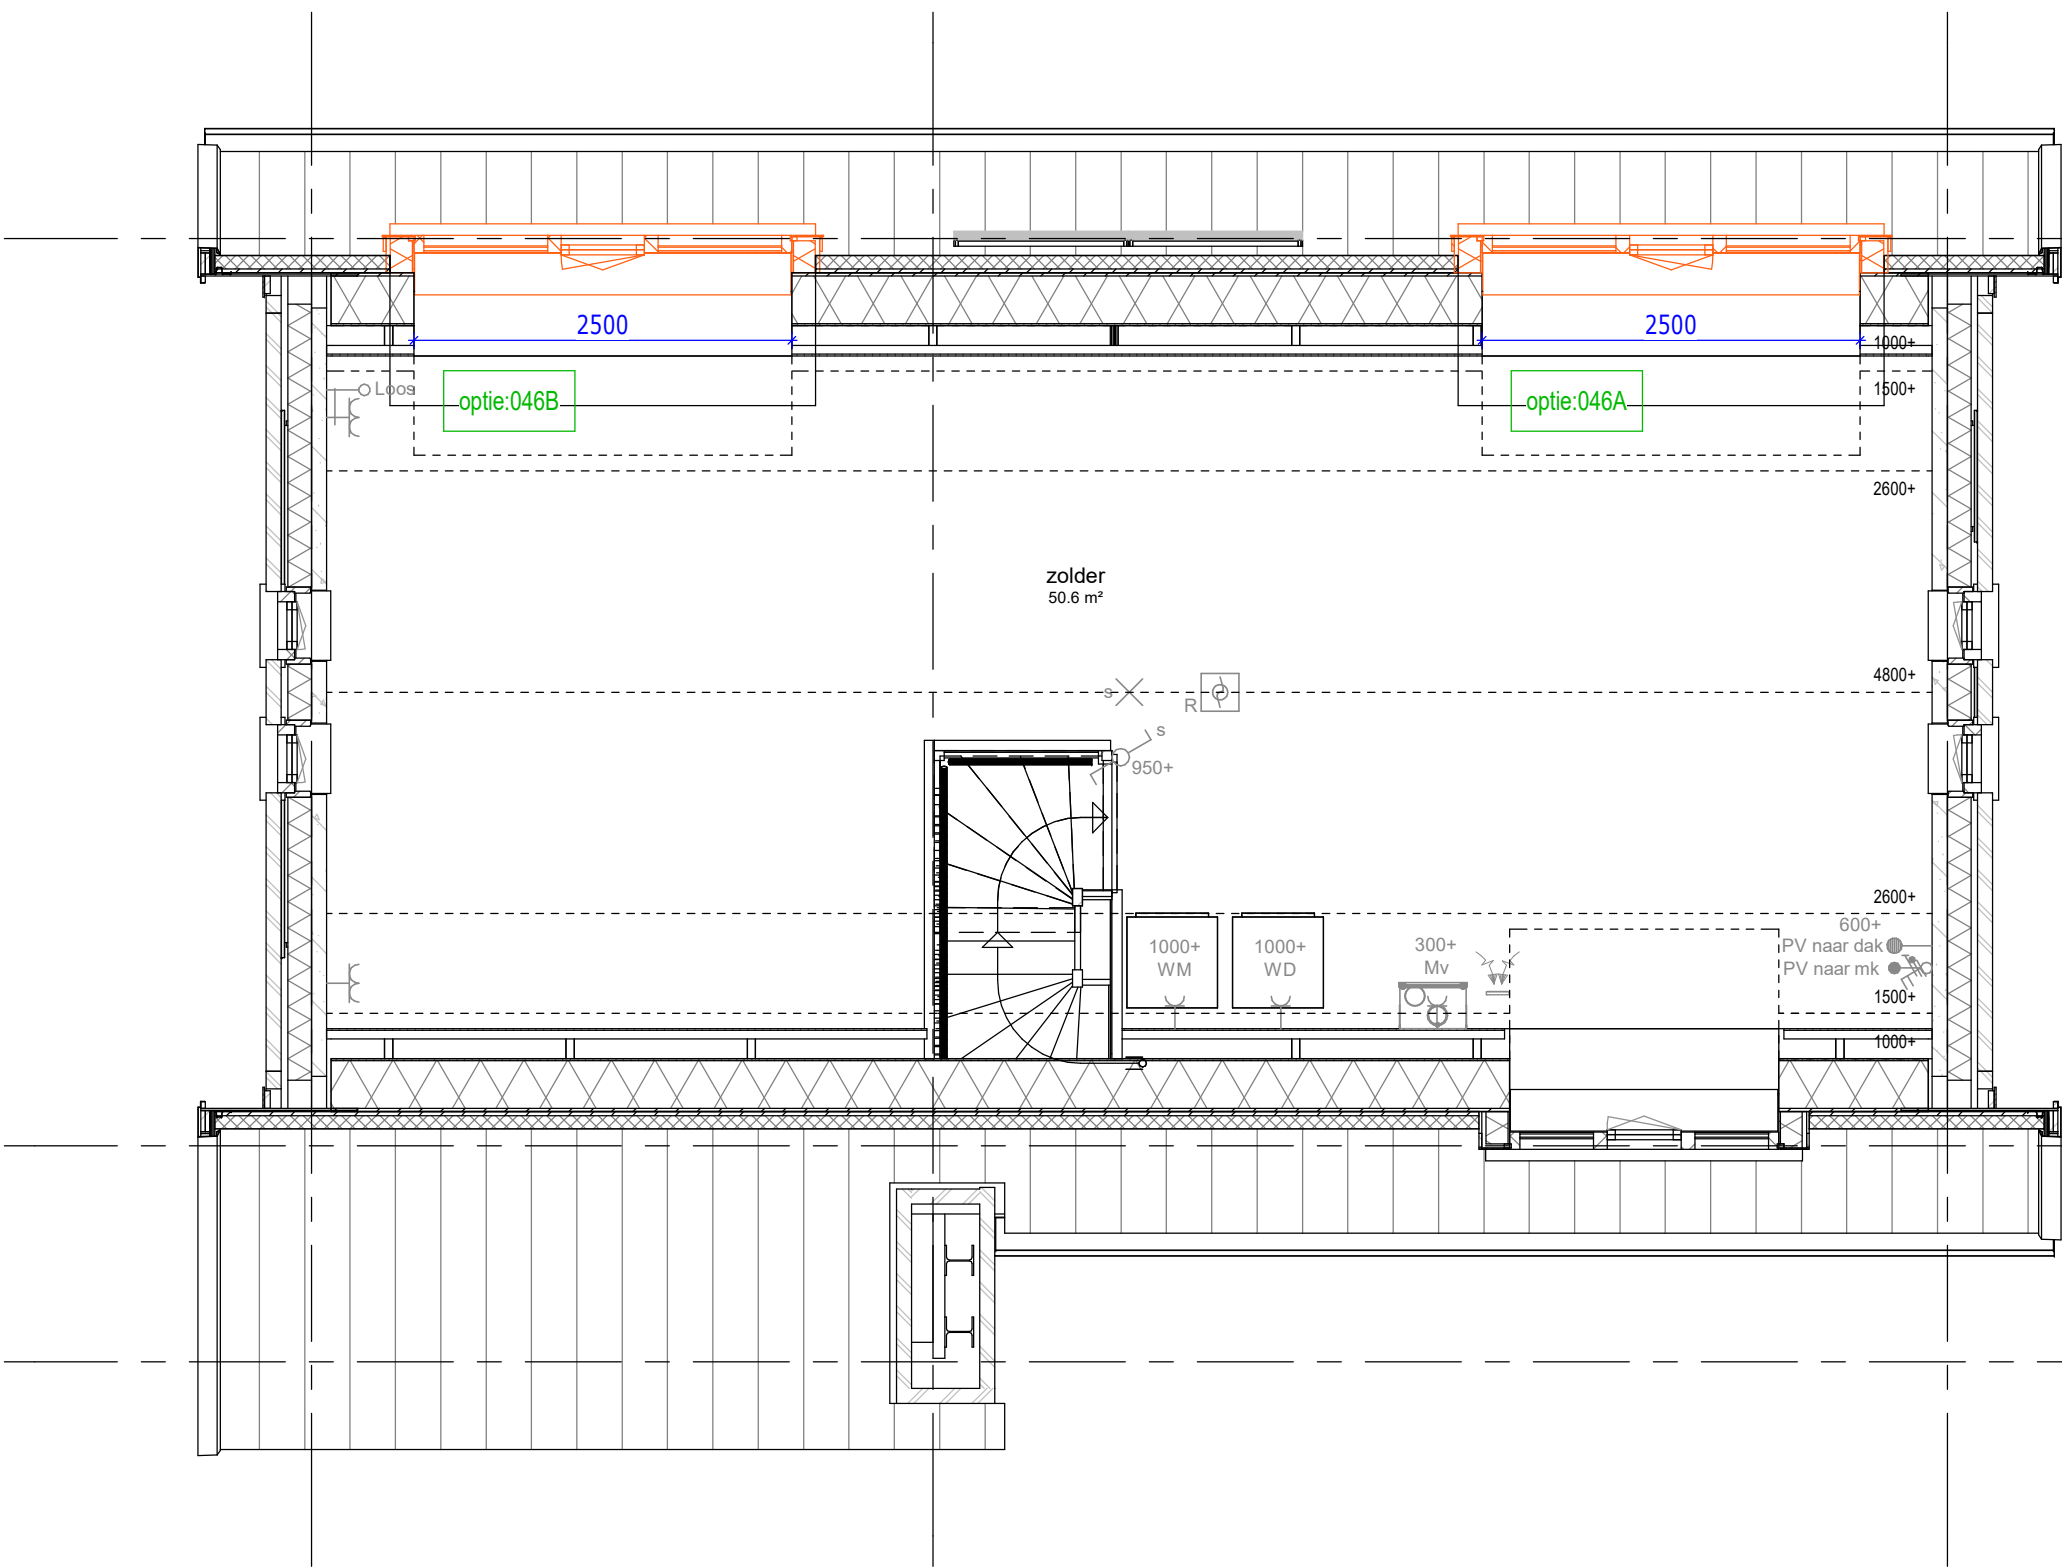 2500
2500
1000+
Loos
optie:046B
optie:046A
1500+
2600+
zolder
50.6 m²
4800+
s
R
s
950+
2600+
600+
1000+
WM
1000+
WD
300+
Mv
PV naar dak
PV naar mk
1500+
1000+